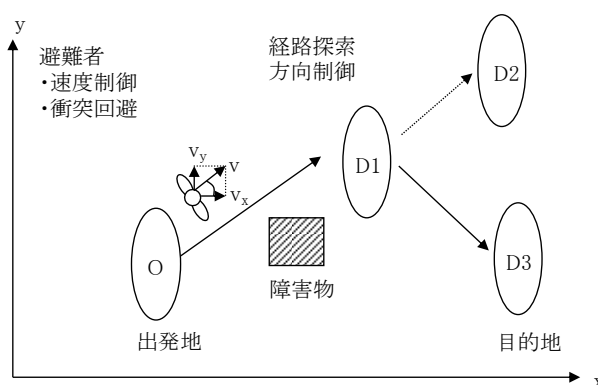 y
避難者
・速度制御
・衝突回避
経路探索
方向制御
D2
vy
v
vx
D1
O
D3
障害物
出発地
目的地
x